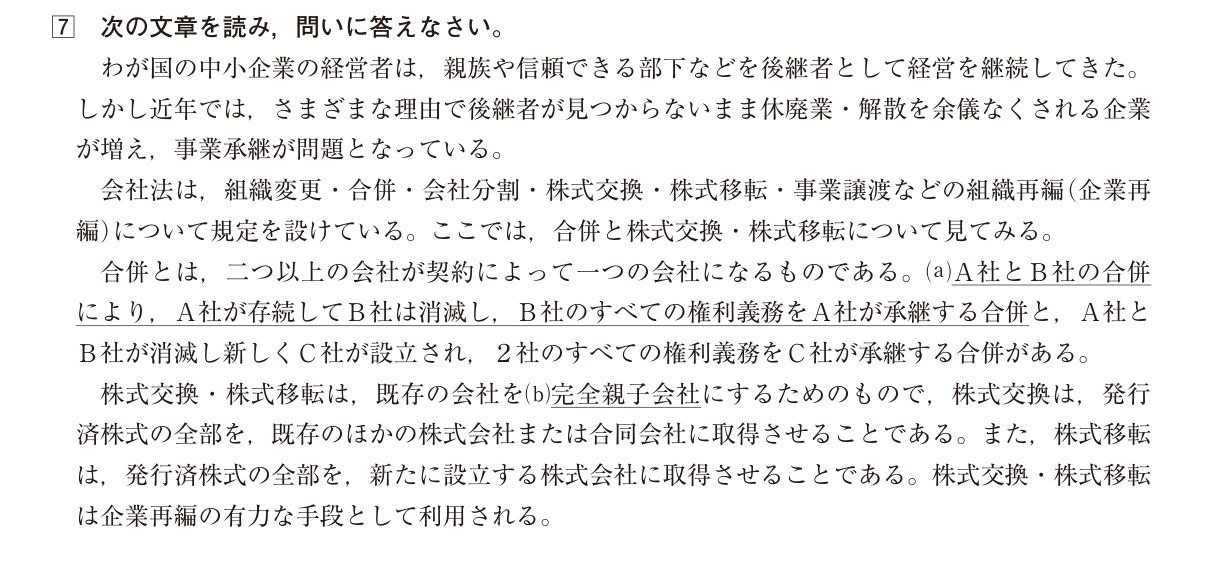 7　次の文章を読み，問いに答えなさい。
わが国の中小企業の経営者は，親族や信頼できる部下などを後継者として経営を継続してきた。
しかし近年では，さまざまな理由で後継者が見つからないまま休廃業・解散を余儀なくされる企業
が増え，事業承継が問題となっている。
会社法は，組織変更・合併・会社分割・株式交換・株式移転・事業譲渡などの組織再編(企業再
編)について規定を設けている。ここでは，合併と株式交換・株式移転について見てみる。
合併とは，二つ以上の会社が契約によって一つの会社になるものである。(a)Ａ社とＢ社の合併
により，Ａ社が存続してＢ社は消滅し，Ｂ社のすべての権利義務をＡ社が承継する合併と，Ａ社と
Ｂ社が消滅し新しくＣ社が設立され，２社のすべての権利義務をＣ社が承継する合併がある。
株式交換・株式移転は，既存の会社を(b)完全親子会社にするためのもので，株式交換は，発行
済株式の全部を，既存のほかの株式会社または合同会社に取得させることである。また，株式移転
は，発行済株式の全部を，新たに設立する株式会社に取得させることである。株式交換・株式移転
は企業再編の有力な手段として利用される。